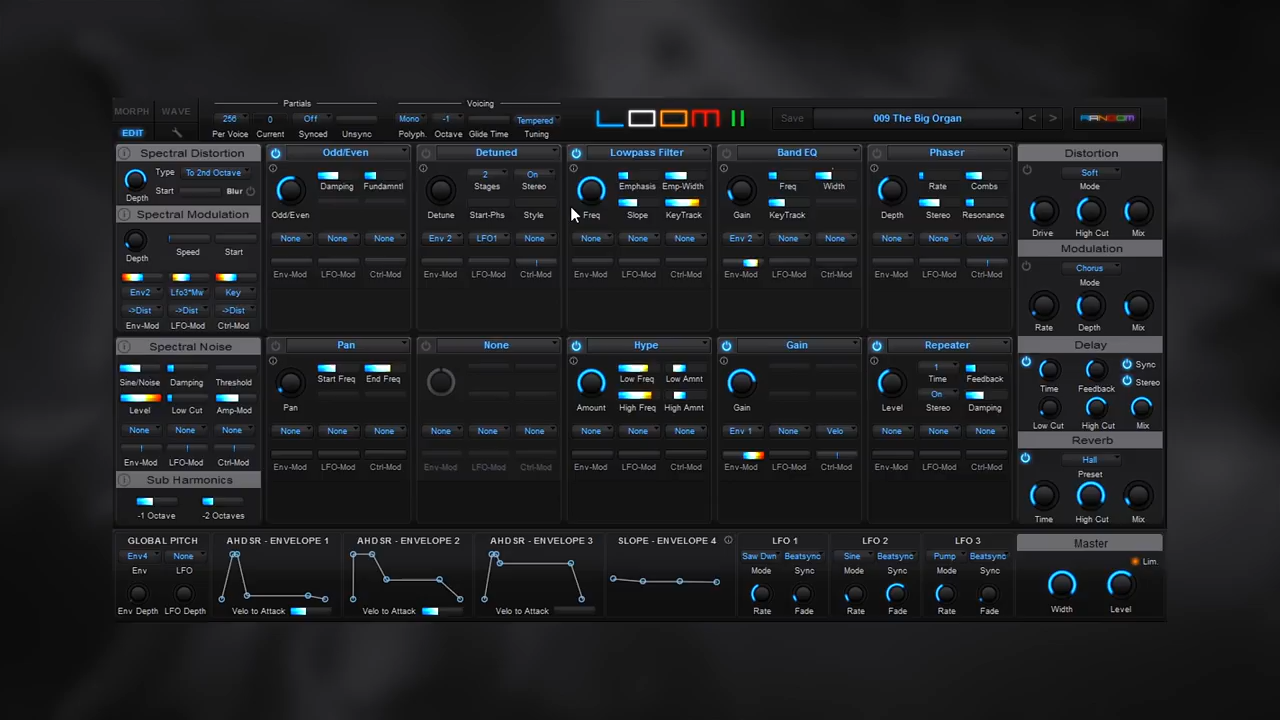 MORPH WAVE
EDIT
Partials
256 0 Off
Per Voice Current Synced Unsync
Voicing
Mono -1 Tempered
Polyph. Octave Glide Time Tuning
LOOM II
Save 009 The Big Organ < > RANDOM
Spectral Distortion
Type To 2nd Octave
Start Blur
Depth
Spectral Modulation
Depth Speed Start
Env2 Lfo3*Mw Key
->Dist ->Dist ->Dist
Env-Mod LFO-Mod Ctrl-Mod
Odd/Even
Damping Fundamntl
Odd/Even
None None None
Env-Mod LFO-Mod Ctrl-Mod
Detuned
2 On
Stages Stereo
Detune Start-Phs Style
Env 2 LFO1 None
Env-Mod LFO-Mod Ctrl-Mod
Lowpass Filter
Emphasis Emp-Width
Freq Slope KeyTrack
None None None
Env-Mod LFO-Mod Ctrl-Mod
Band EQ
Freq Width
Gain KeyTrack
Env 2 None None
Env-Mod LFO-Mod Ctrl-Mod
Phaser
Rate Combs
Depth Stereo Resonance
None None Velo
Env-Mod LFO-Mod Ctrl-Mod
Distortion
Soft
Mode
Drive High Cut Mix
Modulation
Chorus
Mode
Rate Depth Mix
Spectral Noise
Sine/Noise Damping Threshold
Level Low Cut Amp-Mod
None None None
Env-Mod LFO-Mod Ctrl-Mod
Sub Harmonics
-1 Octave -2 Octaves
Pan
Start Freq End Freq
Pan
None None None
Env-Mod LFO-Mod Ctrl-Mod
None
None None None
Env-Mod LFO-Mod Ctrl-Mod
Hype
Low Freq Low Amnt
Amount High Freq High Amnt
None None None
Env-Mod LFO-Mod Ctrl-Mod
Gain
Gain
Env 1 None Velo
Env-Mod LFO-Mod Ctrl-Mod
Repeater
1
Time Feedback
On
Level Stereo Damping
None None None
Env-Mod LFO-Mod Ctrl-Mod
Delay
Sync
Time Feedback Stereo
Low Cut High Cut Mix
Reverb
Hall
Preset
Time High Cut Mix
GLOBAL PITCH
Env4 None
Env LFO
Env Depth LFO Depth
AHDSR - ENVELOPE 1
Velo to Attack
AHDSR - ENVELOPE 2
Velo to Attack
AHDSR - ENVELOPE 3
Velo to Attack
SLOPE - ENVELOPE 4
LFO 1
Saw Dwn Beatsync
Mode Sync
Rate Fade
LFO 2
Sine Beatsync
Mode Sync
Rate Fade
LFO 3
Pump Beatsync
Mode Sync
Rate Fade
Master
Lim.
Width Level